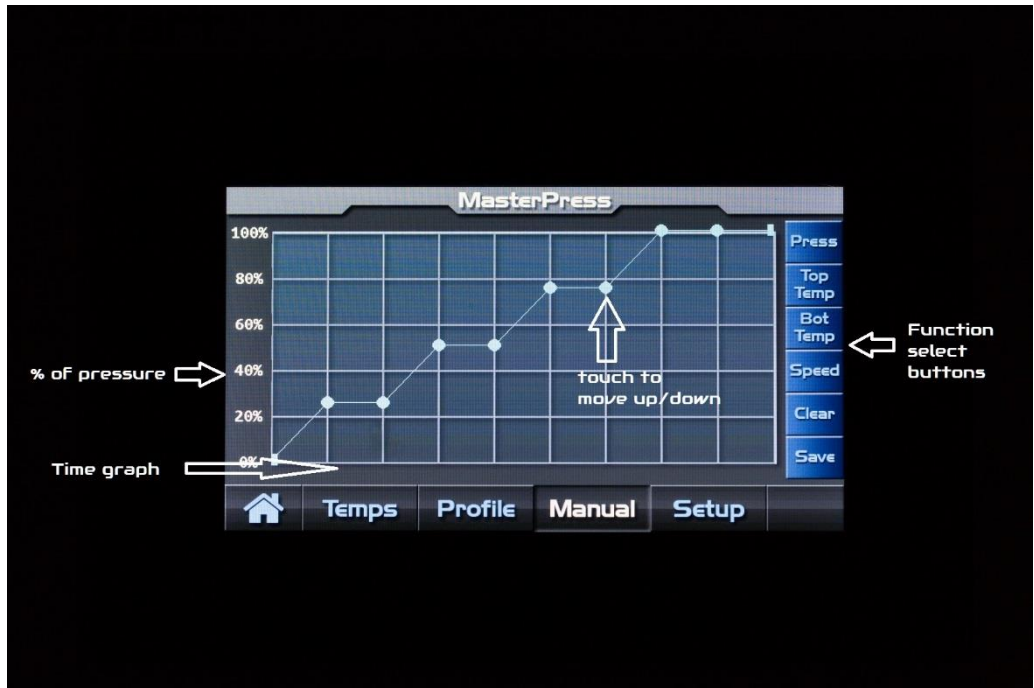 MasterPress
100%
80%
60%
40%
20%
0%
Press
Top
Temp
Bot
Temp
Speed
Clear
Save
% of pressure
Time graph
touch to
move up/down
Function
select
buttons
Temps
Profile
Manual
Setup